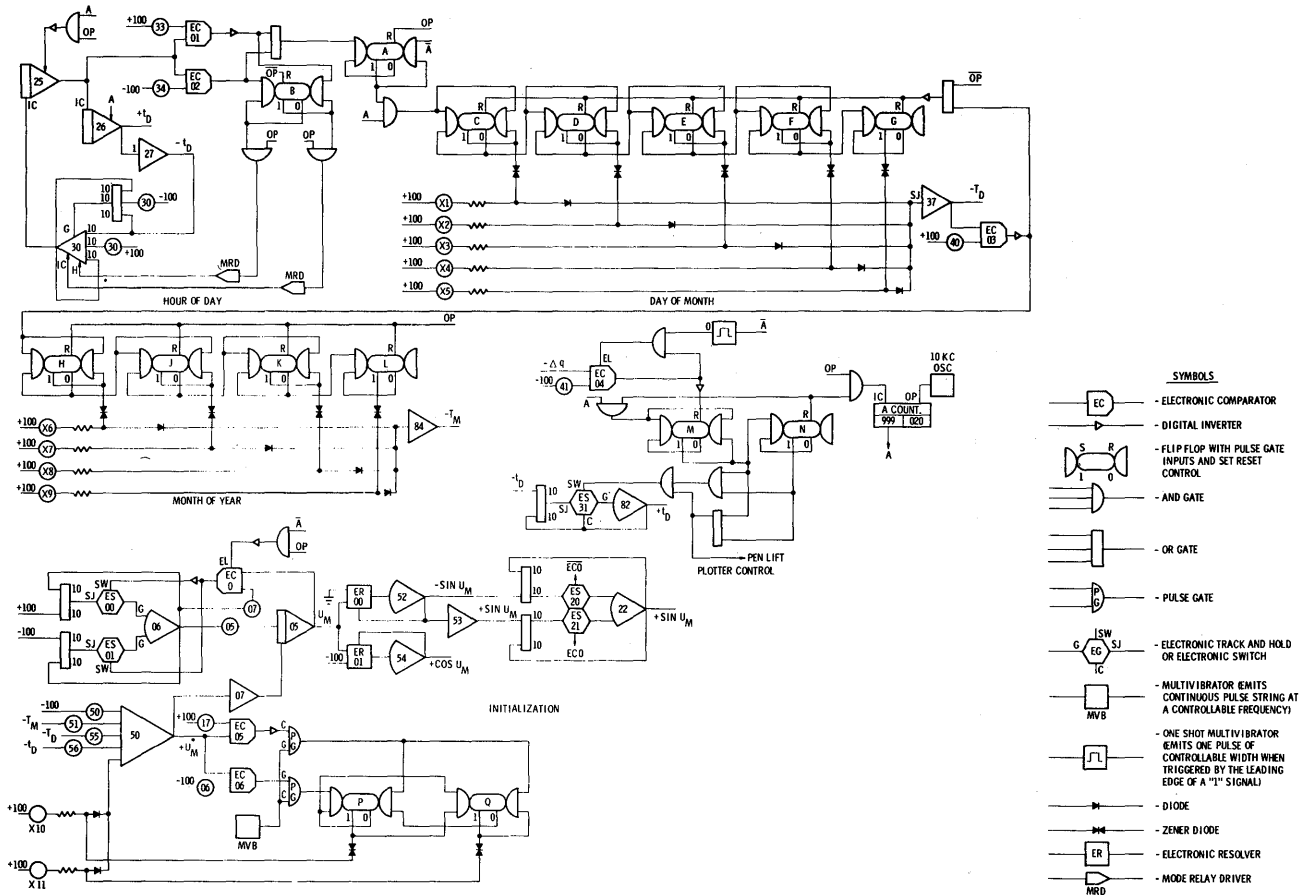 A
OP
+100 33 EC 01
-100 34 EC 02
25
IC
IC
A
26
+tD
1 27 -tD
10
10
10
30 -100
G
30
10
10
10
30 +100
IC H
MRD
MRD
HOUR OF DAY
OP
R
B
1 0
OP OP
R OP
A
1 0
A
A
R
C
1 0
R
D
1 0
R
E
1 0
R
F
1 0
R
G
1 0
OP
+100 X1
+100 X2
+100 X3
+100 X4
+100 X5
SJ 37 -TD
+100 40 EC 03
DAY OF MONTH
OP
R
H
1 0
R
J
1 0
R
K
1 0
R
L
1 0
+100 X6
+100 X7
+100 X8
+100 X9
84 -TM
MONTH OF YEAR
0 A
EL
-Δq
-100 41
EC 04
A
R
M
1 0
R
N
1 0
OP
10 KC
OSC
IC OP
A COUNT.
999 020
A
-tD
10
10
SW
SJ ES 31 G
C
82
+tD
PEN LIFT
PLOTTER CONTROL
A
OP
EL
EC 0
07
+100
10
10
SW
SJ ES 00 G
-100
10
10
SJ ES 01 G
SW
06
05
05
UM
ER 00
-100 ER 01
52 -SIN UM
53 +SIN UM
54 +COS UM
10
10
10
10
ECO
ES 20
ES 21
ECO
22
+SIN UM
07
INITIALIZATION
-100 50
-TM 51
-TD 55
-tD 56
50
+UM*
+100 17 EC 05
-100 06 EC 06
C
G
P G
G
C
P G
MVB
P
1 0
Q
1 0
+100
X10
+100
X11
SYMBOLS
EC - ELECTRONIC COMPARATOR
- DIGITAL INVERTER
S R
1 0
- FLIP FLOP WITH PULSE GATE
INPUTS AND SET RESET
CONTROL
- AND GATE
- OR GATE
P G - PULSE GATE
SW
G EG SJ
IC
- ELECTRONIC TRACK AND HOLD
OR ELECTRONIC SWITCH
MVB
- MULTIVIBRATOR (EMITS
CONTINUOUS PULSE STRING AT
A CONTROLLABLE FREQUENCY)
- ONE SHOT MULTIVIBRATOR
(EMITS ONE PULSE OF
CONTROLLABLE WIDTH WHEN
TRIGGERED BY THE LEADING
EDGE OF A "1" SIGNAL)
- DIODE
- ZENER DIODE
ER - ELECTRONIC RESOLVER
- MODE RELAY DRIVER
MRD